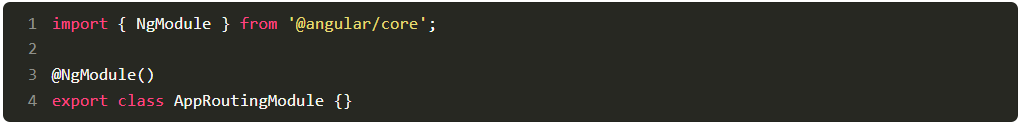 1 import { NgModule } from '@angular/core';
2
3 @NgModule()
4 export class AppRoutingModule {}